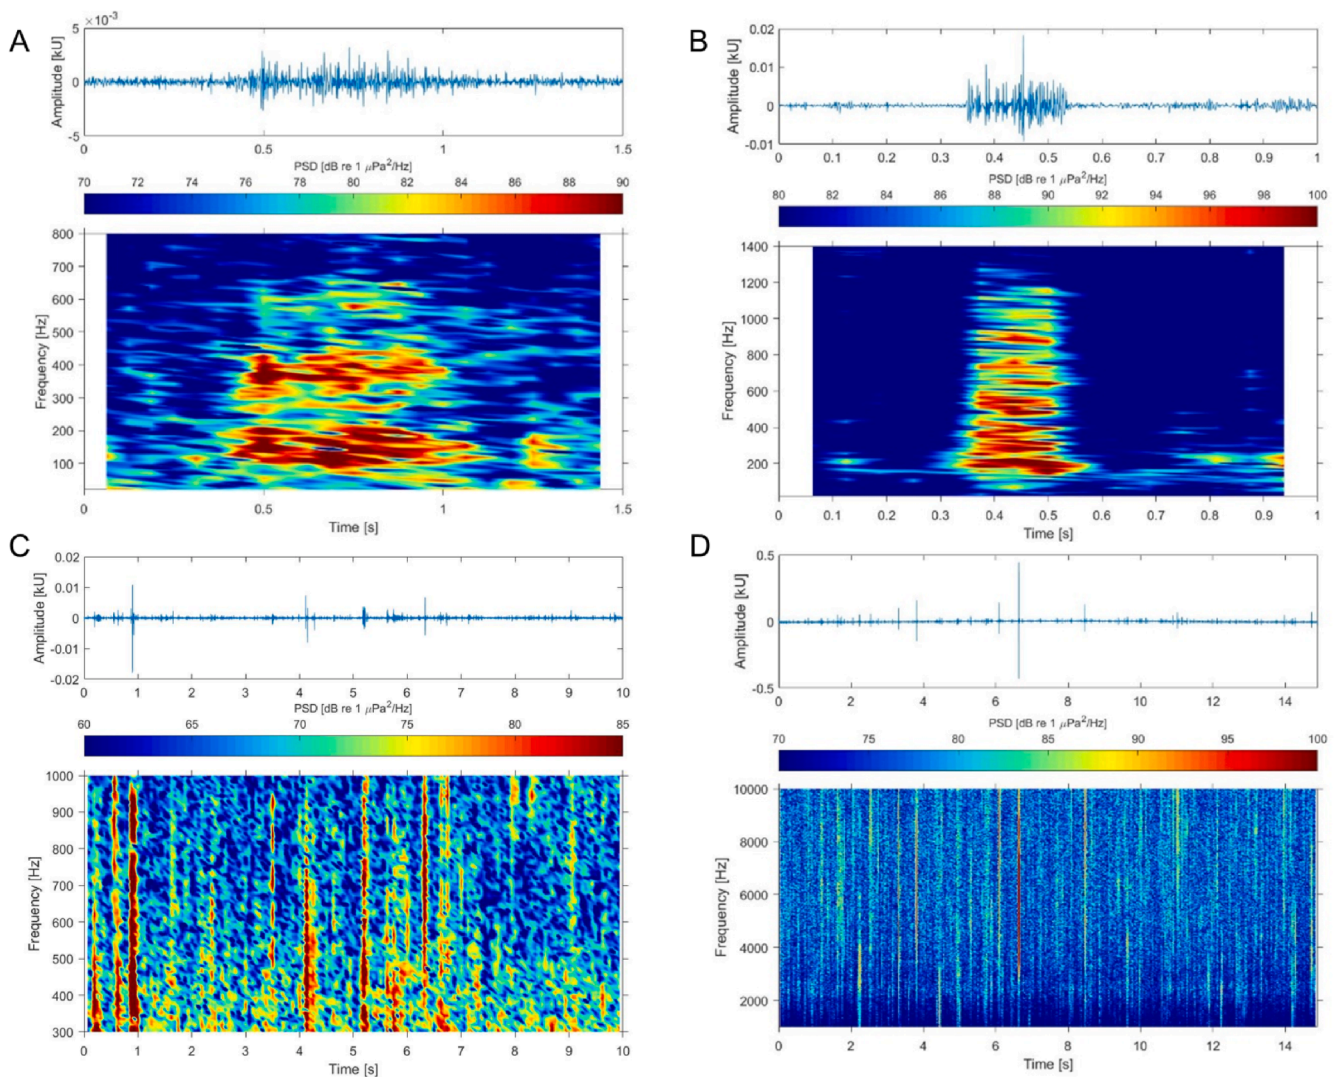 A
×10⁻³
5
0
-5
Amplitude [kU]
0 0.5 1 1.5
PSD [dB re 1 μPa²/Hz]
70 72 74 76 78 80 82 84 86 88 90
800
700
600
500
400
300
200
100
Frequency [Hz]
0 0.5 1 1.5
Time [s]
B
0.02
0.01
0
-0.01
Amplitude [kU]
0 0.1 0.2 0.3 0.4 0.5 0.6 0.7 0.8 0.9 1
PSD [dB re 1 μPa²/Hz]
80 82 84 86 88 90 92 94 96 98 100
1400
1200
1000
800
600
400
200
Frequency [Hz]
0 0.1 0.2 0.3 0.4 0.5 0.6 0.7 0.8 0.9 1
Time [s]
C
0.02
0.01
0
-0.01
-0.02
Amplitude [kU]
0 1 2 3 4 5 6 7 8 9 10
PSD [dB re 1 μPa²/Hz]
60 65 70 75 80 85
1000
900
800
700
600
500
400
300
Frequency [Hz]
0 1 2 3 4 5 6 7 8 9 10
Time [s]
D
0.5
0
-0.5
Amplitude [kU]
0 2 4 6 8 10 12 14
PSD [dB re 1 μPa²/Hz]
70 75 80 85 90 95 100
10000
8000
6000
4000
2000
Frequency [Hz]
0 2 4 6 8 10 12 14
Time [s]